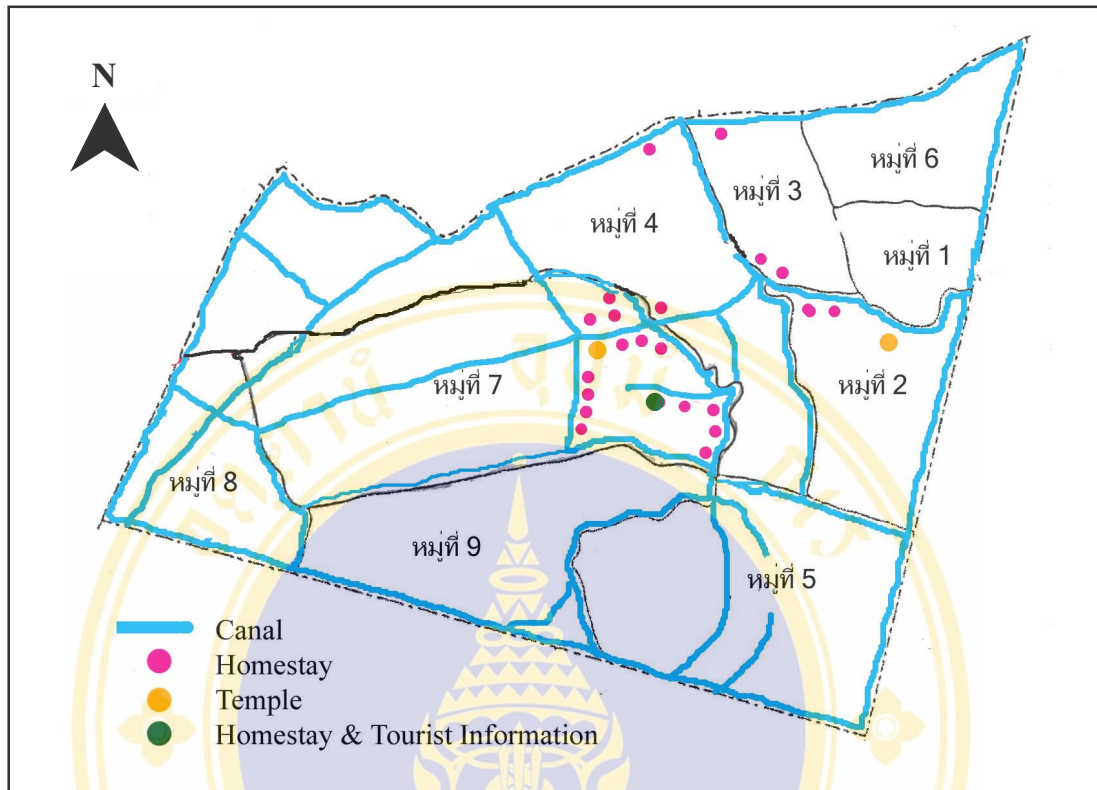 N
หมู่ที่ 6
หมู่ที่ 3
หมู่ที่ 4
หมู่ที่ 1
หมู่ที่ 7
หมู่ที่ 2
หมู่ที่ 8
หมู่ที่ 9
หมู่ที่ 5
Canal
Homestay
Temple
Homestay & Tourist Information